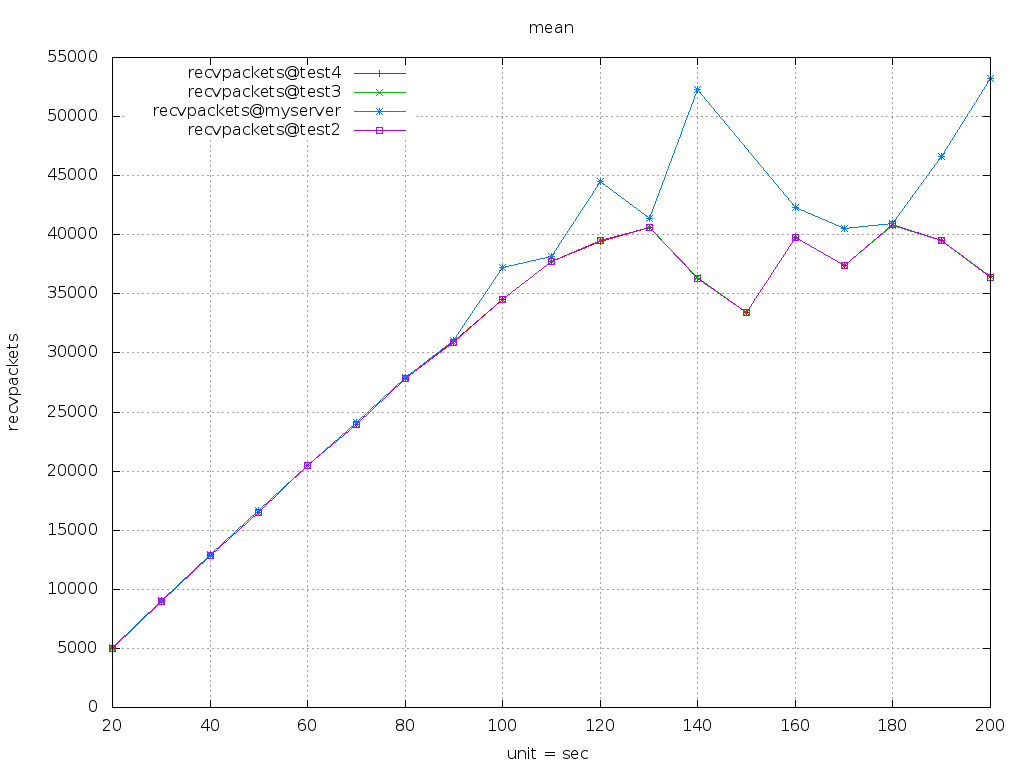 mean
55000
50000
45000
40000
35000
30000
25000
20000
15000
10000
5000
0
recvpackets@test4
recvpackets@test3
recvpackets@myserver
recvpackets@test2
recvpackets
20 40 60 80 100 120 140 160 180 200
unit = sec